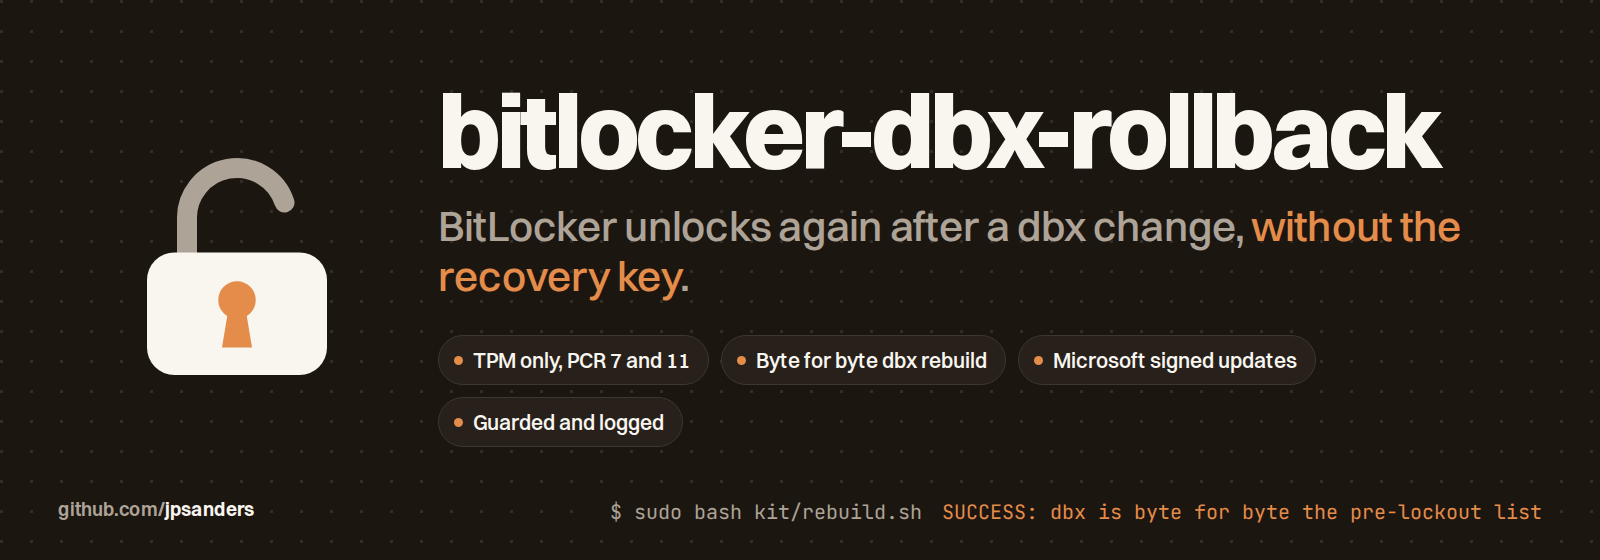 bitlocker-dbx-rollback
BitLocker unlocks again after a dbx change, without the
recovery key.
TPM only, PCR 7 and 11
Byte for byte dbx rebuild
Microsoft signed updates
Guarded and logged
github.com/jpsanders
$ sudo bash kit/rebuild.sh SUCCESS: dbx is byte for byte the pre-lockout list